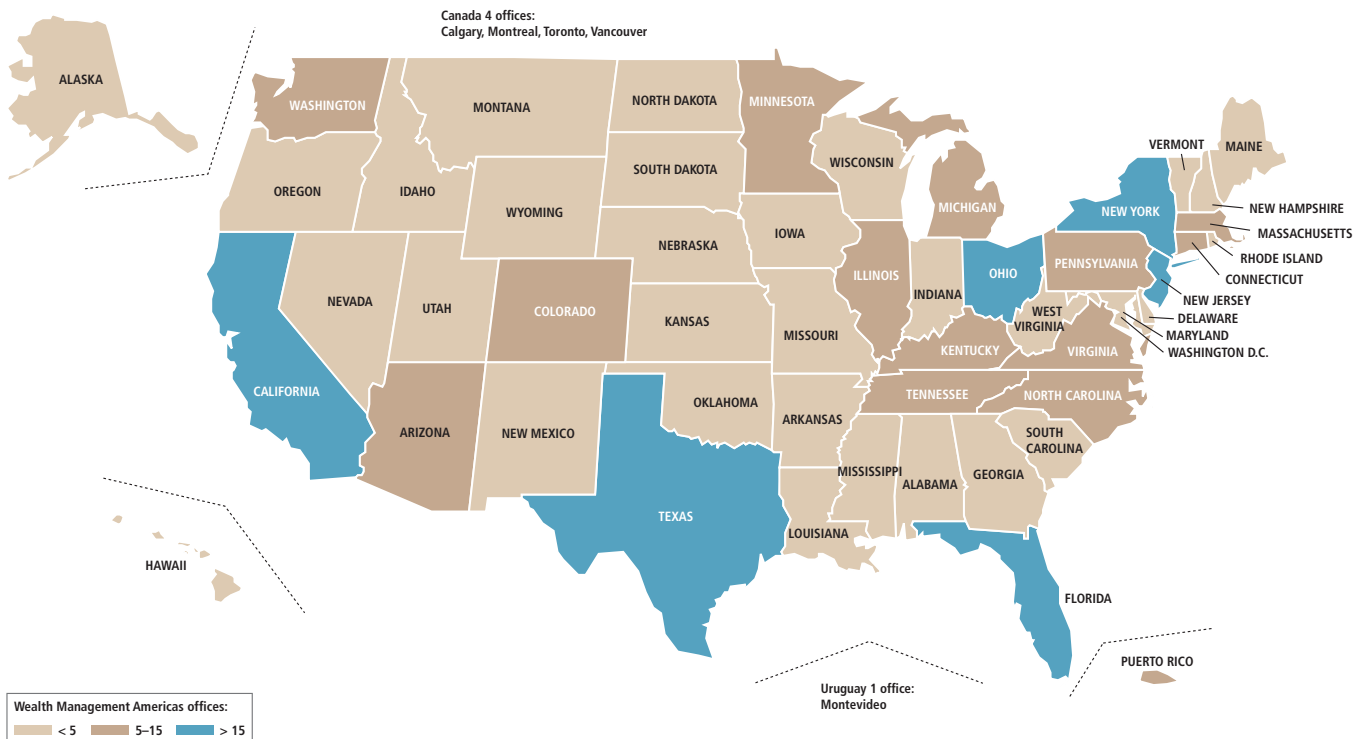 Canada 4 offices:
Calgary, Montreal, Toronto, Vancouver
ALASKA
WASHINGTON
MONTANA
NORTH DAKOTA
MINNESOTA
VERMONT
MAINE
OREGON
IDAHO
SOUTH DAKOTA
WISCONSIN
WYOMING
MICHIGAN
NEW YORK
NEW HAMPSHIRE
MASSACHUSETTS
RHODE ISLAND
CONNECTICUT
NEBRASKA
IOWA
NEVADA
UTAH
COLORADO
KANSAS
MISSOURI
ILLINOIS
INDIANA
OHIO
PENNSYLVANIA
NEW JERSEY
DELAWARE
MARYLAND
WASHINGTON D.C.
WEST
VIRGINIA
KENTUCKY
VIRGINIA
CALIFORNIA
ARIZONA
NEW MEXICO
OKLAHOMA
ARKANSAS
TENNESSEE
NORTH CAROLINA
SOUTH
CAROLINA
MISSISSIPPI
ALABAMA
GEORGIA
TEXAS
LOUISIANA
HAWAII
FLORIDA
PUERTO RICO
Uruguay 1 office:
Montevideo
Wealth Management Americas offices:
< 5 5–15 > 15